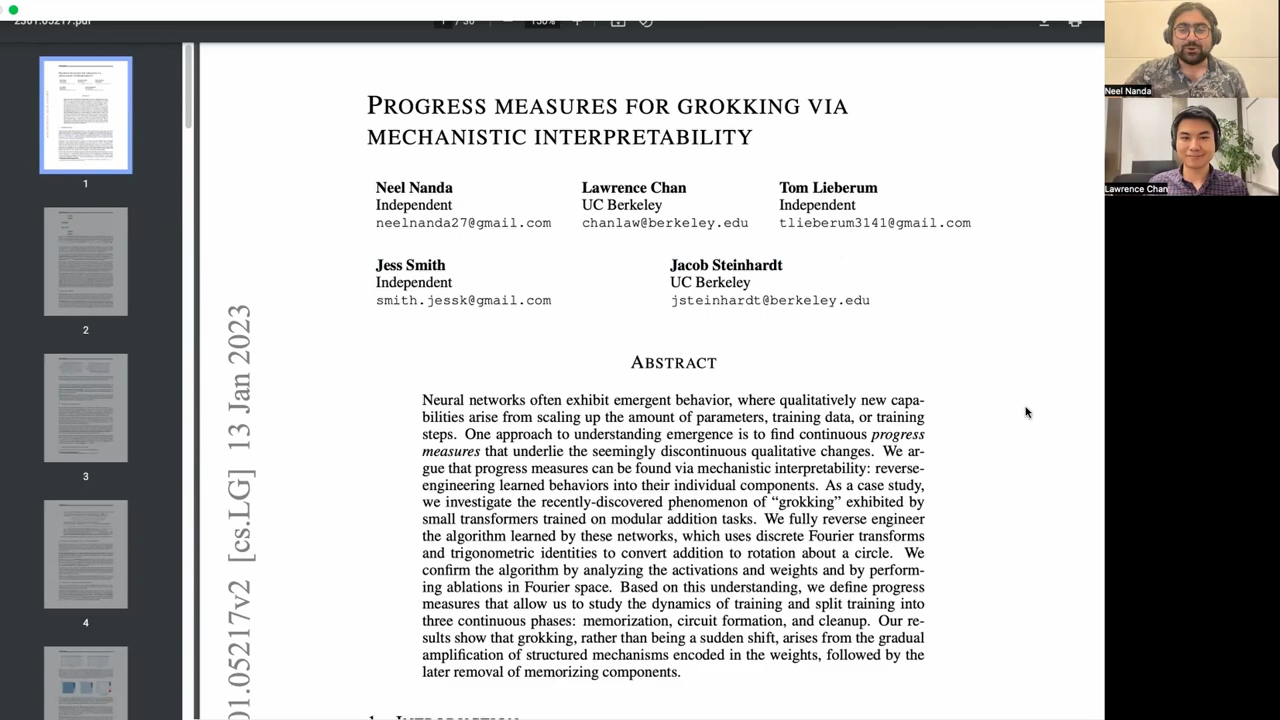 2301.05217.pdf
1 / 36
150%
PROGRESS MEASURES FOR GROKKING VIA
MECHANISTIC INTERPRETABILITY
Neel Nanda
Independent
neelnanda27@gmail.com
Lawrence Chan
UC Berkeley
chanlaw@berkeley.edu
Tom Lieberum
Independent
tlieberum3141@gmail.com
Jess Smith
Independent
smith.jessk@gmail.com
Jacob Steinhardt
UC Berkeley
jsteinhardt@berkeley.edu
ABSTRACT
Neural networks often exhibit emergent behavior, where qualitatively new capa-
bilities arise from scaling up the amount of parameters, training data, or training
steps. One approach to understanding emergence is to find continuous progress
measures that underlie the seemingly discontinuous qualitative changes. We ar-
gue that progress measures can be found via mechanistic interpretability: reverse-
engineering learned behaviors into their individual components. As a case study,
we investigate the recently-discovered phenomenon of “grokking” exhibited by
small transformers trained on modular addition tasks. We fully reverse engineer
the algorithm learned by these networks, which uses discrete Fourier transforms
and trigonometric identities to convert addition to rotation about a circle. We
confirm the algorithm by analyzing the activations and weights and by perform-
ing ablations in Fourier space. Based on this understanding, we define progress
measures that allow us to study the dynamics of training and split training into
three continuous phases: memorization, circuit formation, and cleanup. Our re-
sults show that grokking, rather than being a sudden shift, arises from the gradual
amplification of structured mechanisms encoded in the weights, followed by the
later removal of memorizing components.
1 INTRODUCTION
01.05217v2 [cs.LG] 13 Jan 2023
1
2
3
4
Neel Nanda
Lawrence Chan